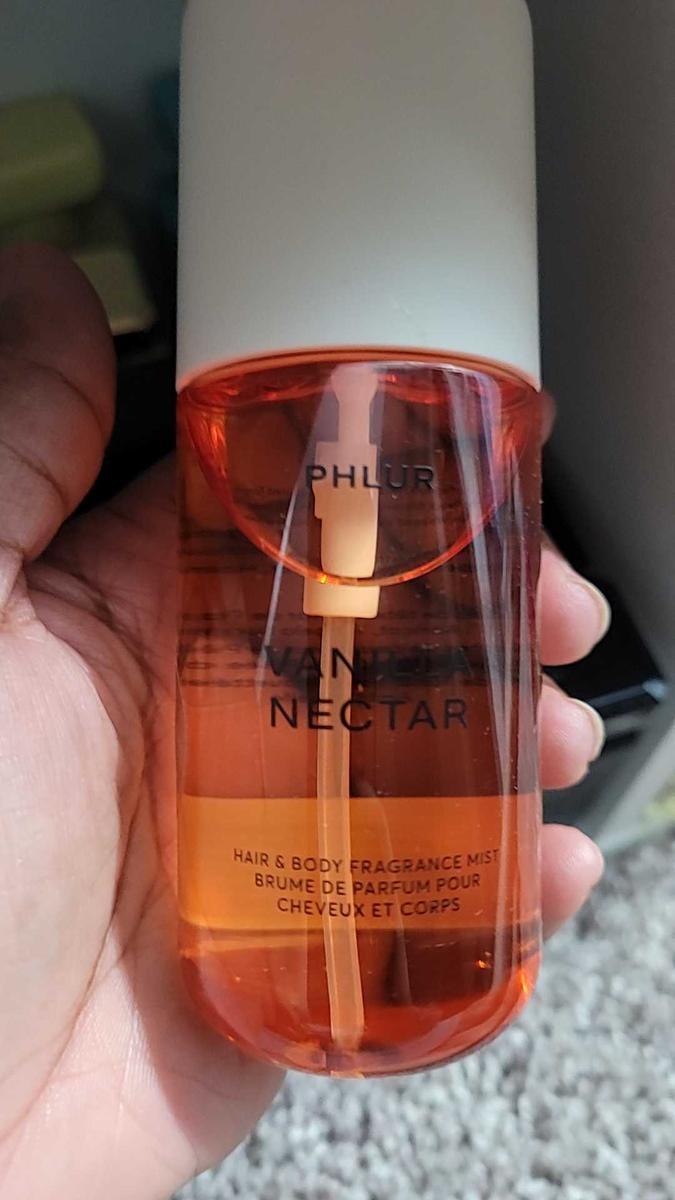 PHLUR
VANILLA
NECTAR
HAIR & BODY FRAGRANCE MIST
BRUME DE PARFUM POUR
CHEVEUX ET CORPS